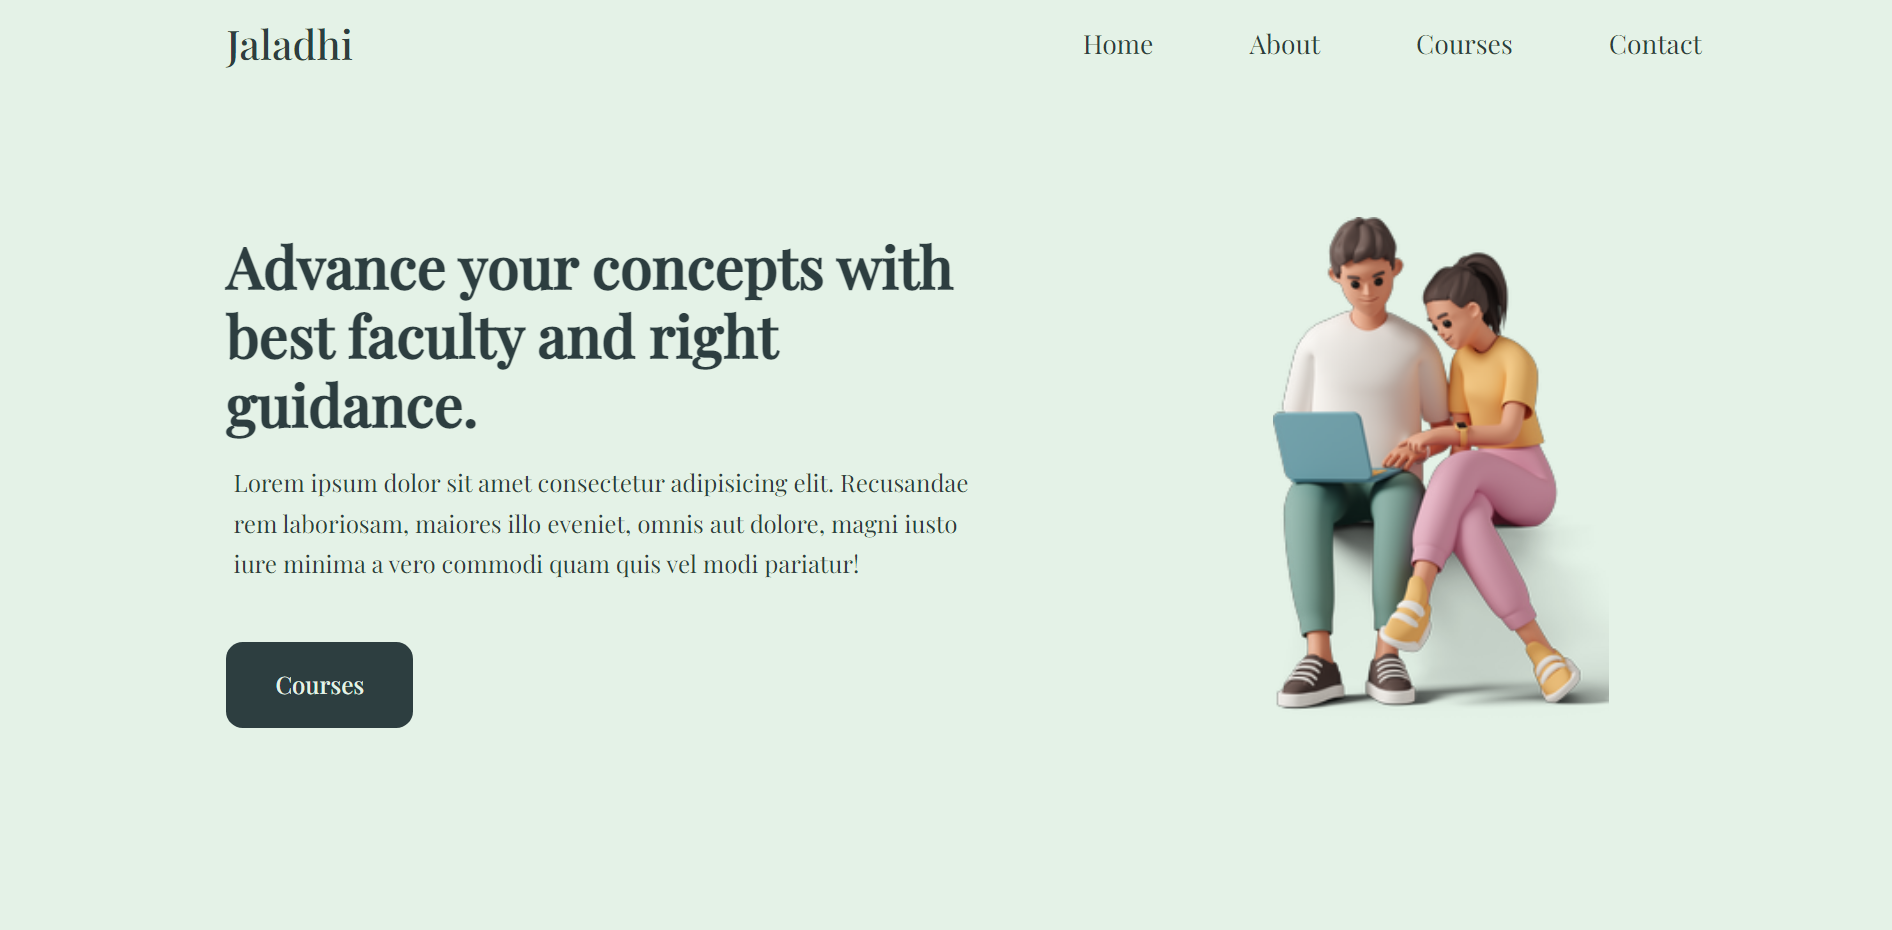 Jaladhi
Home
About
Courses
Contact
Advance your concepts with
best faculty and right
guidance.
Lorem ipsum dolor sit amet consectetur adipisicing elit. Recusandae
rem laboriosam, maiores illo eveniet, omnis aut dolore, magni iusto
iure minima a vero commodi quam quis vel modi pariatur!
Courses